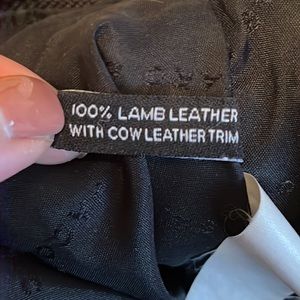 100% LAMB LEATHER
WITH COW LEATHER TRIM